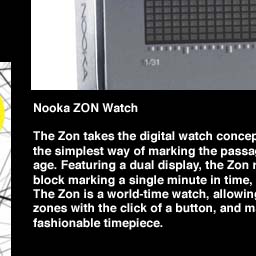 NOOKA
1/31
Nooka ZON Watch
The Zon takes the digital watch concep
the simplest way of marking the passa
age. Featuring a dual display, the Zon
block marking a single minute in time,
The Zon is a world-time watch, allowing
zones with the click of a button, and m
fashionable timepiece.